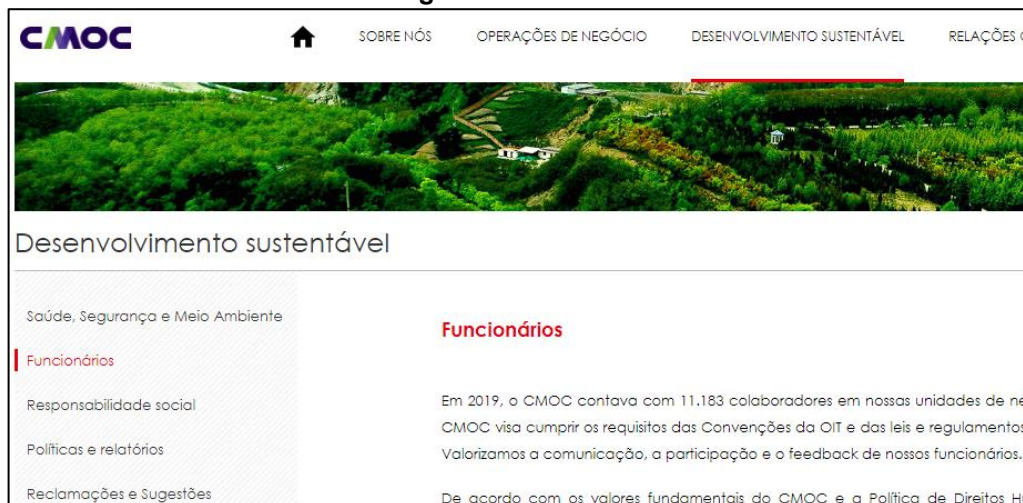 CMOC
SOBRE NÓS
OPERAÇÕES DE NEGÓCIO
DESENVOLVIMENTO SUSTENTÁVEL
RELAÇÕES
Desenvolvimento sustentável
Saúde, Segurança e Meio Ambiente
Funcionários
Responsabilidade social
Políticas e relatórios
Reclamações e Sugestões
Funcionários
Em 2019, o CMOC contava com 11.183 colaboradores em nossas unidades de
CMOC visa cumprir os requisitos das Convenções da OIT e das leis e regulamentos
Valorizamos a comunicação, a participação e o feedback de nossos funcionários.
De acordo com os valores fundamentais do CMOC e a Política de Direitos